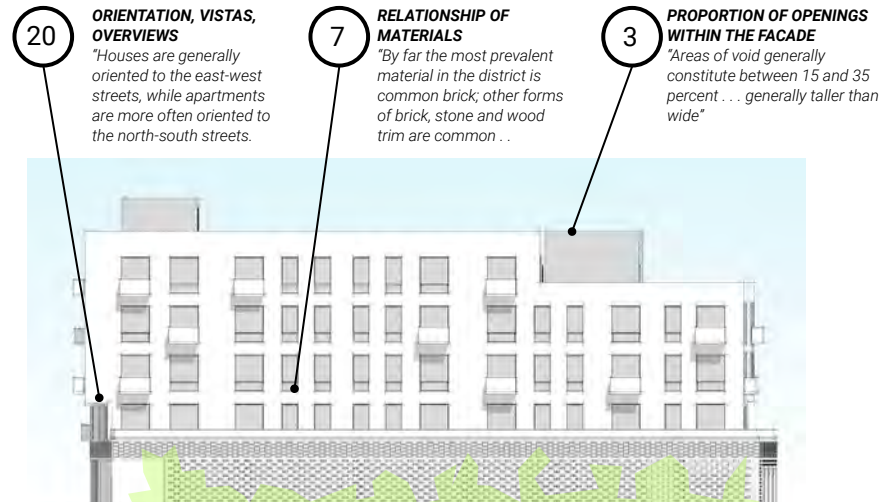 20
ORIENTATION, VISTAS,
OVERVIEWS
"Houses are generally
oriented to the east-west
streets, while apartments
are more often oriented to
the north-south streets.
7
RELATIONSHIP OF
MATERIALS
"By far the most prevalent
material in the district is
common brick; other forms
of brick, stone and wood
trim are common . .
3
PROPORTION OF OPENINGS
WITHIN THE FACADE
"Areas of void generally
constitute between 15 and 35
percent . . . generally taller than
wide"